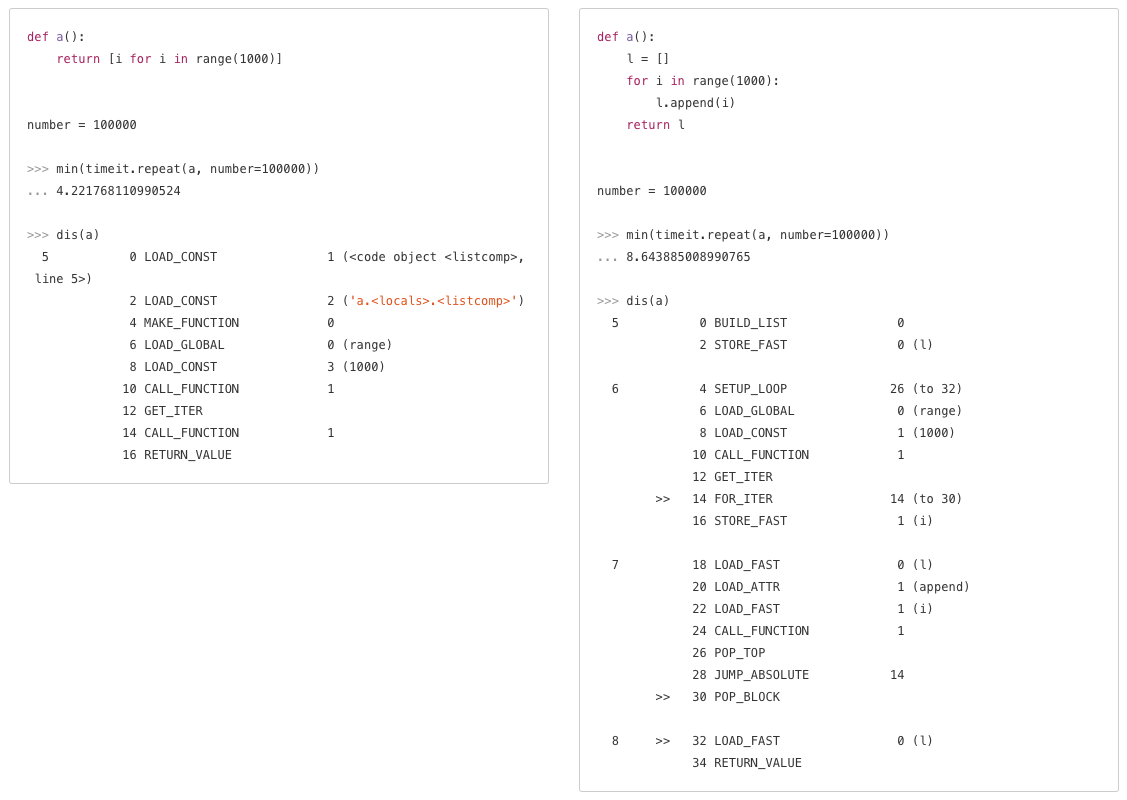 def a():
    return [i for i in range(1000)]
number = 100000
>>> min(timeit.repeat(a, number=100000))
... 4.221768110990524
>>> dis(a)
  5           0 LOAD_CONST               1 (<code object <listcomp>,
 line 5>)
              2 LOAD_CONST               2 ('a.<locals>.<listcomp>')
              4 MAKE_FUNCTION            0
              6 LOAD_GLOBAL              0 (range)
              8 LOAD_CONST               3 (1000)
             10 CALL_FUNCTION            1
             12 GET_ITER
             14 CALL_FUNCTION            1
             16 RETURN_VALUE
def a():
    l = []
    for i in range(1000):
        l.append(i)
    return l
number = 100000
>>> min(timeit.repeat(a, number=100000))
... 8.643885008990765
>>> dis(a)
  5           0 BUILD_LIST               0
              2 STORE_FAST               0 (l)
  6           4 SETUP_LOOP              26 (to 32)
              6 LOAD_GLOBAL              0 (range)
              8 LOAD_CONST               1 (1000)
             10 CALL_FUNCTION            1
             12 GET_ITER
        >>   14 FOR_ITER                14 (to 30)
             16 STORE_FAST               1 (i)
  7          18 LOAD_FAST                0 (l)
             20 LOAD_ATTR                1 (append)
             22 LOAD_FAST                1 (i)
             24 CALL_FUNCTION            1
             26 POP_TOP
             28 JUMP_ABSOLUTE           14
        >>   30 POP_BLOCK
  8     >>   32 LOAD_FAST                0 (l)
             34 RETURN_VALUE